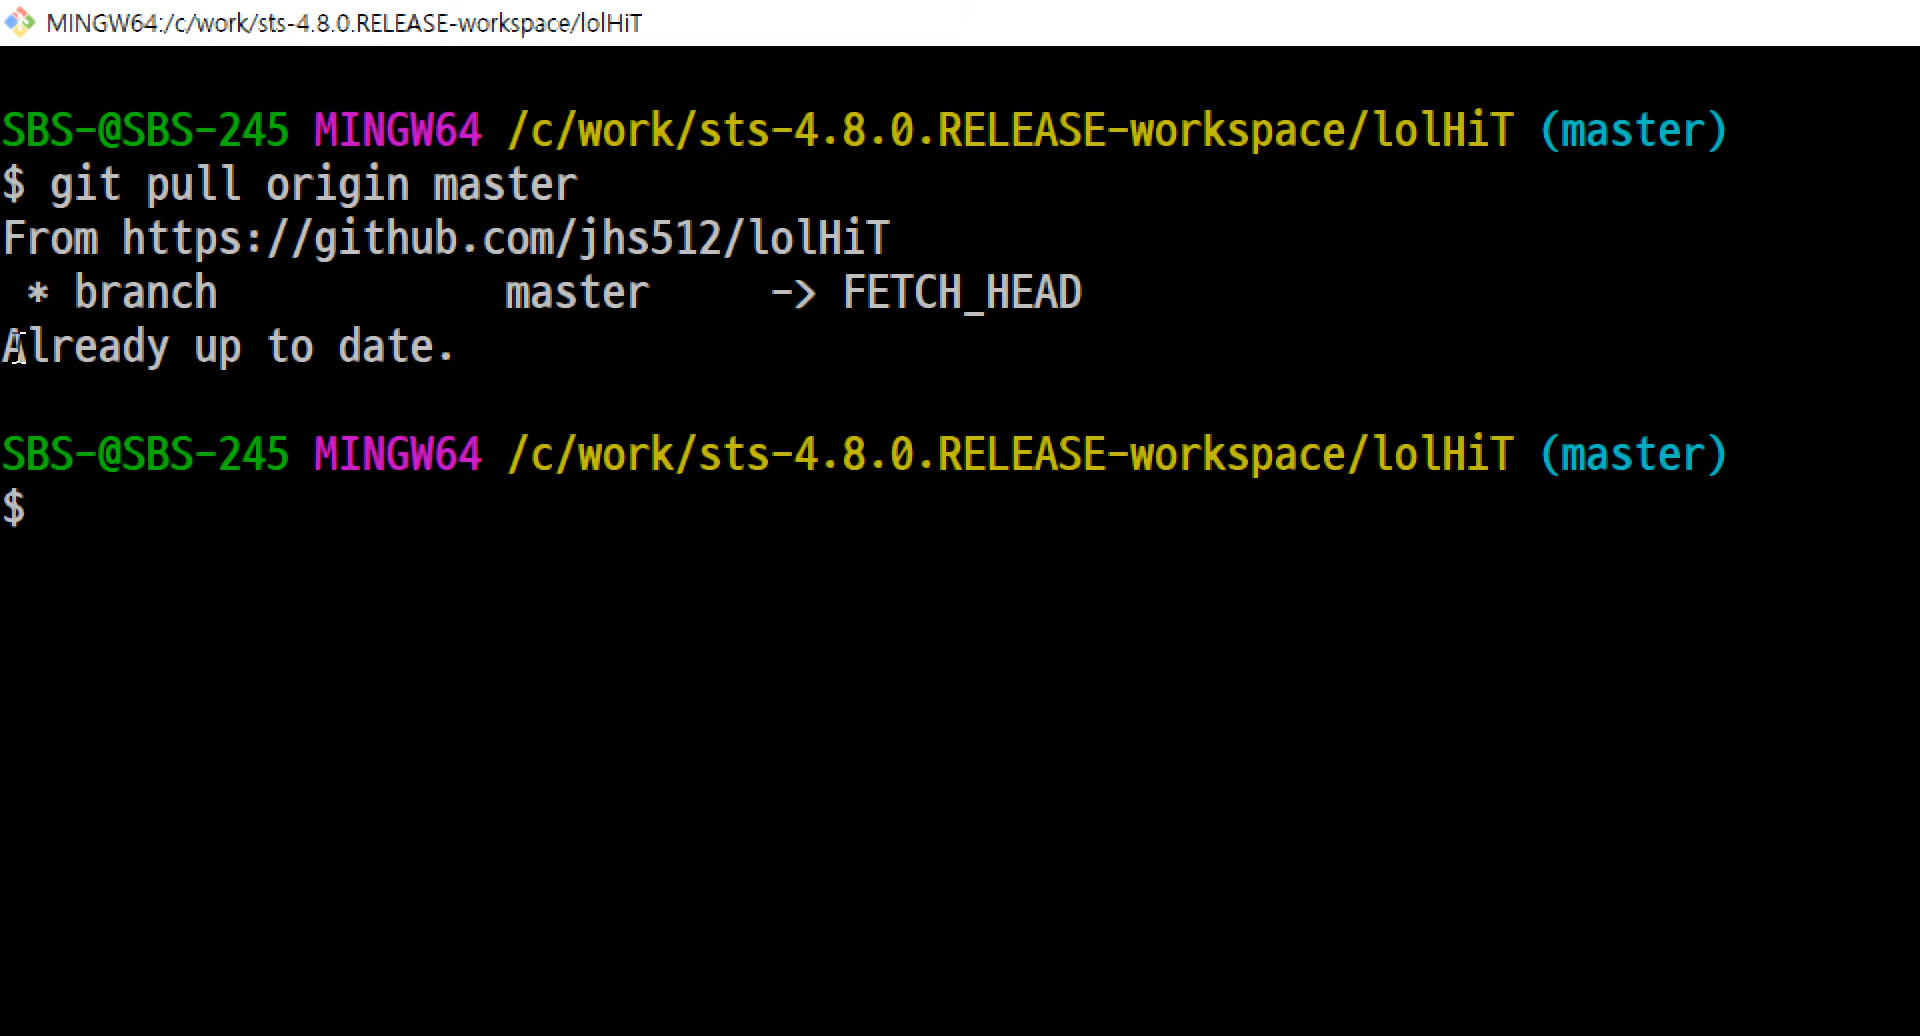 MINGW64:/c/work/sts-4.8.0.RELEASE-workspace/lolHiT
SBS-@SBS-245 MINGW64 /c/work/sts-4.8.0.RELEASE-workspace/lolHiT (master)
$ git pull origin master
From https://github.com/jhs512/lolHiT
 * branch            master     -> FETCH_HEAD
Already up to date.
SBS-@SBS-245 MINGW64 /c/work/sts-4.8.0.RELEASE-workspace/lolHiT (master)
$